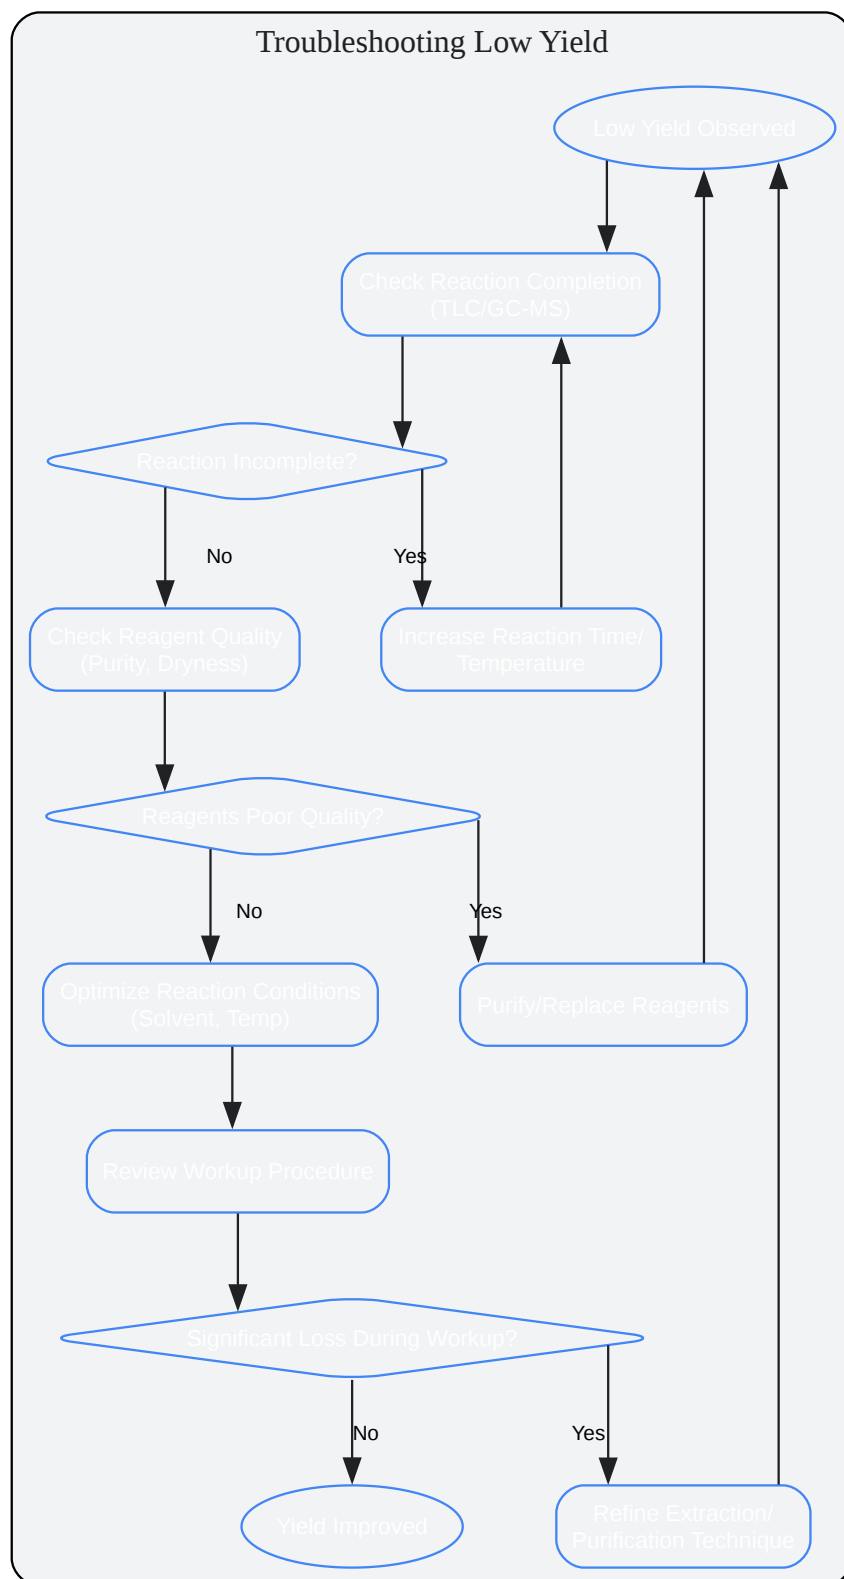 Troubleshooting Low Yield
Low Yield Observed
Check Reaction Completion
(TLC/GC-MS)
Reaction Incomplete?
No
Yes
Check Reagent Quality
(Purity, Dryness)
Increase Reaction Time/
Temperature
Reagents Poor Quality?
No
Yes
Optimize Reaction Conditions
(Solvent, Temp)
Purify/Replace Reagents
Review Workup Procedure
Significant Loss During Workup?
No
Yes
Yield Improved
Refine Extraction/
Purification Technique